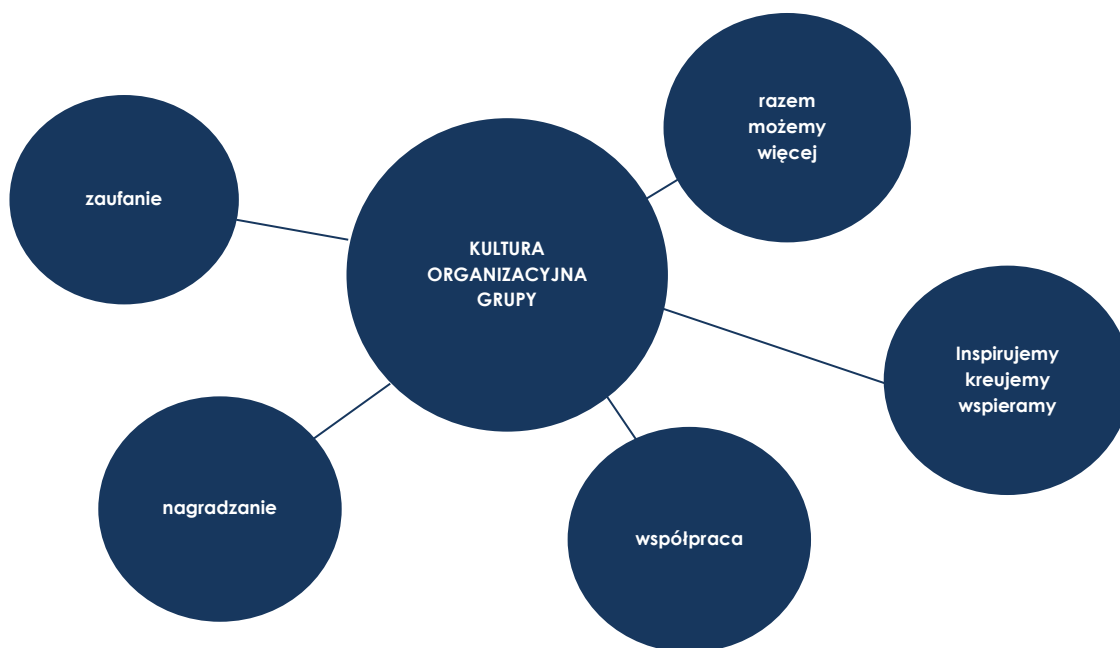 razem
możemy
więcej
zaufanie
KULTURA
ORGANIZACYJNA
GRUPY
Inspirujemy
kreujemy
wspieramy
nagradzanie
współpraca